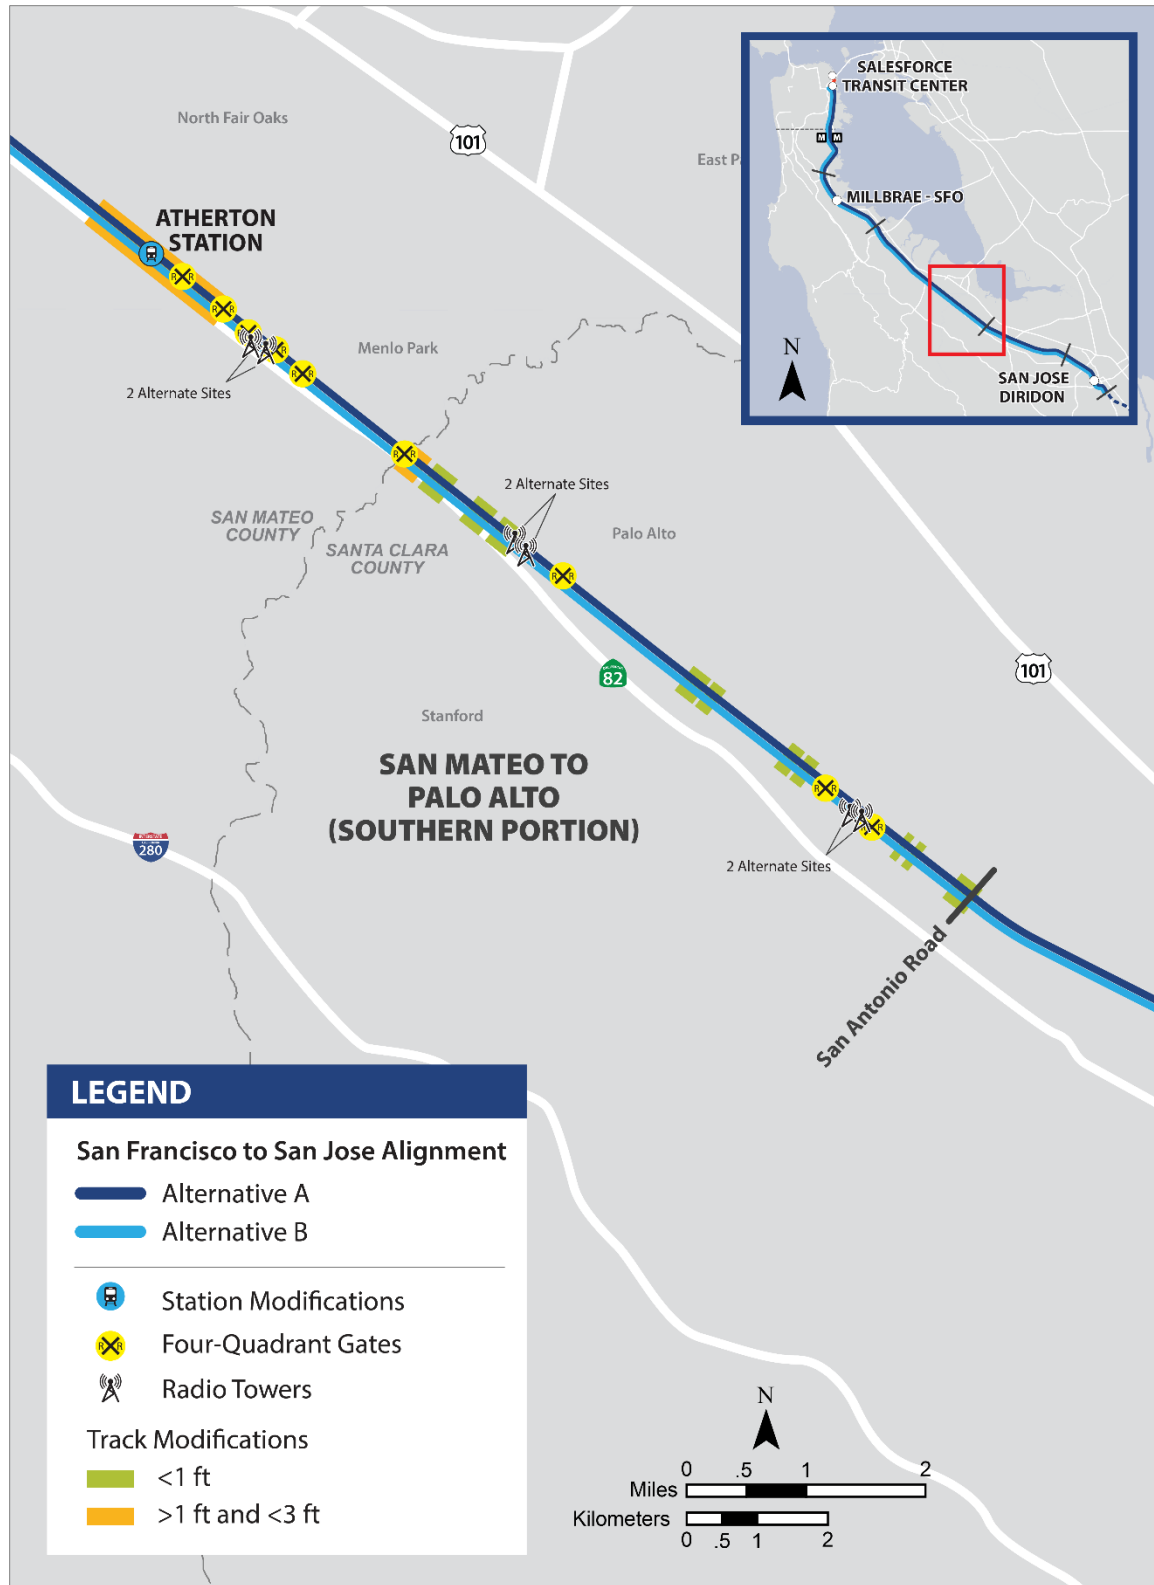 SALESFORCE
TRANSIT CENTER
M M
MILLBRAE - SFO
N
SAN JOSE
DIRIDON
North Fair Oaks
101
East Pa
ATHERTON
STATION
R R
R R
R
R
R R
Menlo Park
2 Alternate Sites
R R
2 Alternate Sites
SAN MATEO
COUNTY
SANTA CLARA
COUNTY
Palo Alto
R R
82
101
Stanford
SAN MATEO TO
PALO ALTO
(SOUTHERN PORTION)
R R
R
2 Alternate Sites
INTERSTATE
280
San Antonio Road
LEGEND
San Francisco to San Jose Alignment
Alternative A
Alternative B
Station Modifications
R R Four-Quadrant Gates
Radio Towers
Track Modifications
<1 ft
>1 ft and <3 ft
N
0 .5 1 2
Miles
Kilometers
0 .5 1 2